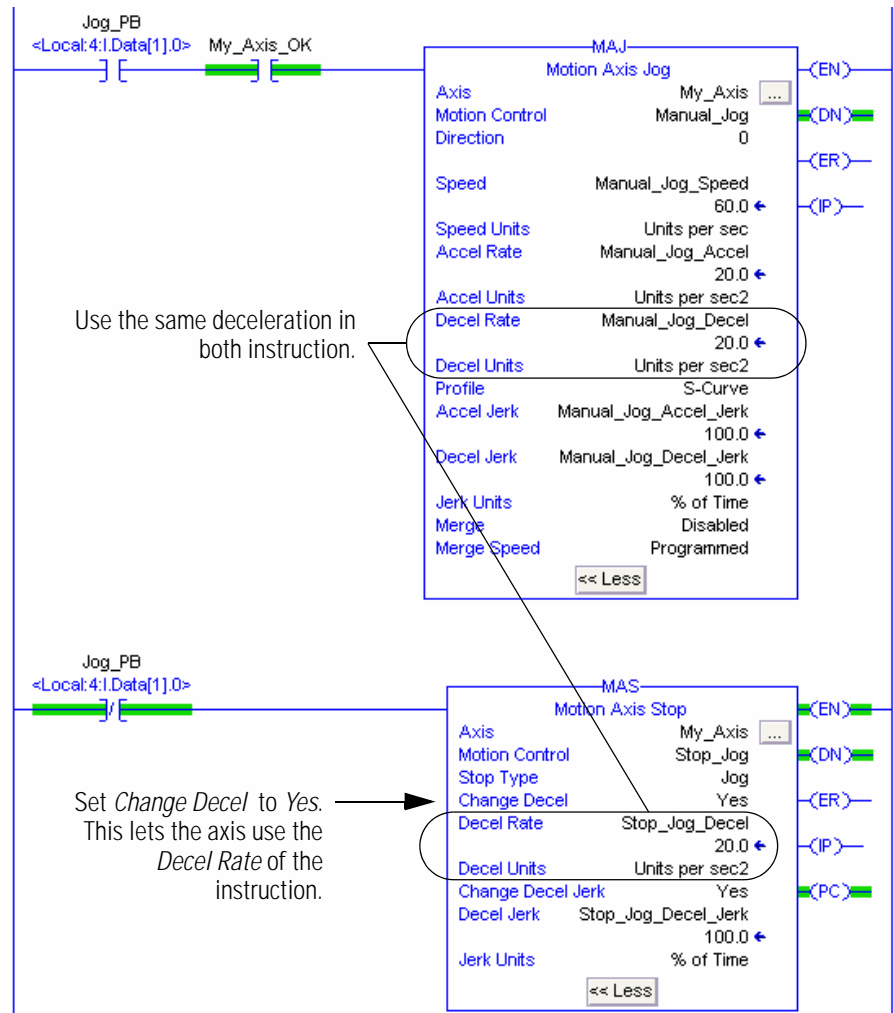 Jog_PB
<Local:4:I.Data[1].0> My_Axis_OK
MAJ
Motion Axis Jog
Axis My_Axis ...
Motion Control Manual_Jog
Direction 0
Speed Manual_Jog_Speed
60.0
Speed Units Units per sec
Accel Rate Manual_Jog_Accel
20.0
Accel Units Units per sec2
Decel Rate Manual_Jog_Decel
20.0
Decel Units Units per sec2
Profile S-Curve
Accel Jerk Manual_Jog_Accel_Jerk
100.0
Decel Jerk Manual_Jog_Decel_Jerk
100.0
Jerk Units % of Time
Merge Disabled
Merge Speed Programmed
<< Less
(EN)
(DN)
(ER)
(IP)
Use the same deceleration in
both instruction.
Jog_PB
<Local:4:I.Data[1].0>
MAS
Motion Axis Stop
Axis My_Axis ...
Motion Control Stop_Jog
Stop Type Jog
Change Decel Yes
Decel Rate Stop_Jog_Decel
20.0
Decel Units Units per sec2
Change Decel Jerk Yes
Decel Jerk Stop_Jog_Decel_Jerk
100.0
Jerk Units % of Time
<< Less
(EN)
(DN)
(ER)
(IP)
(PC)
Set Change Decel to Yes.
This lets the axis use the
Decel Rate of the
instruction.